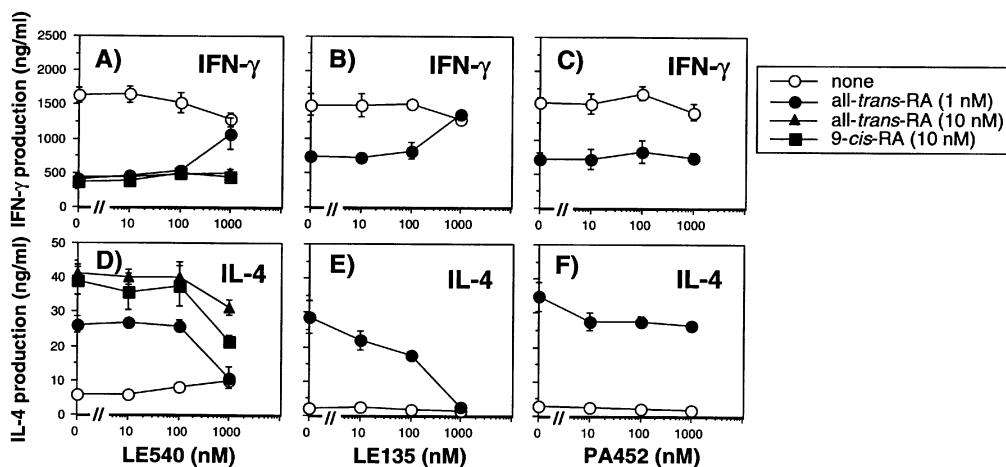 IFN-γ production (ng/ml)
2500
2000
1500
1000
500
0
A)
IFN-γ
0 // 10 100 1000
B)
IFN-γ
0 // 10 100 1000
C)
IFN-γ
0 // 10 100 1000
none
all-trans-RA (1 nM)
all-trans-RA (10 nM)
9-cis-RA (10 nM)
IL-4 production (ng/ml)
50
40
30
20
10
0
D)
IL-4
0 // 10 100 1000
LE540 (nM)
E)
IL-4
0 // 10 100 1000
LE135 (nM)
F)
IL-4
0 // 10 100 1000
PA452 (nM)